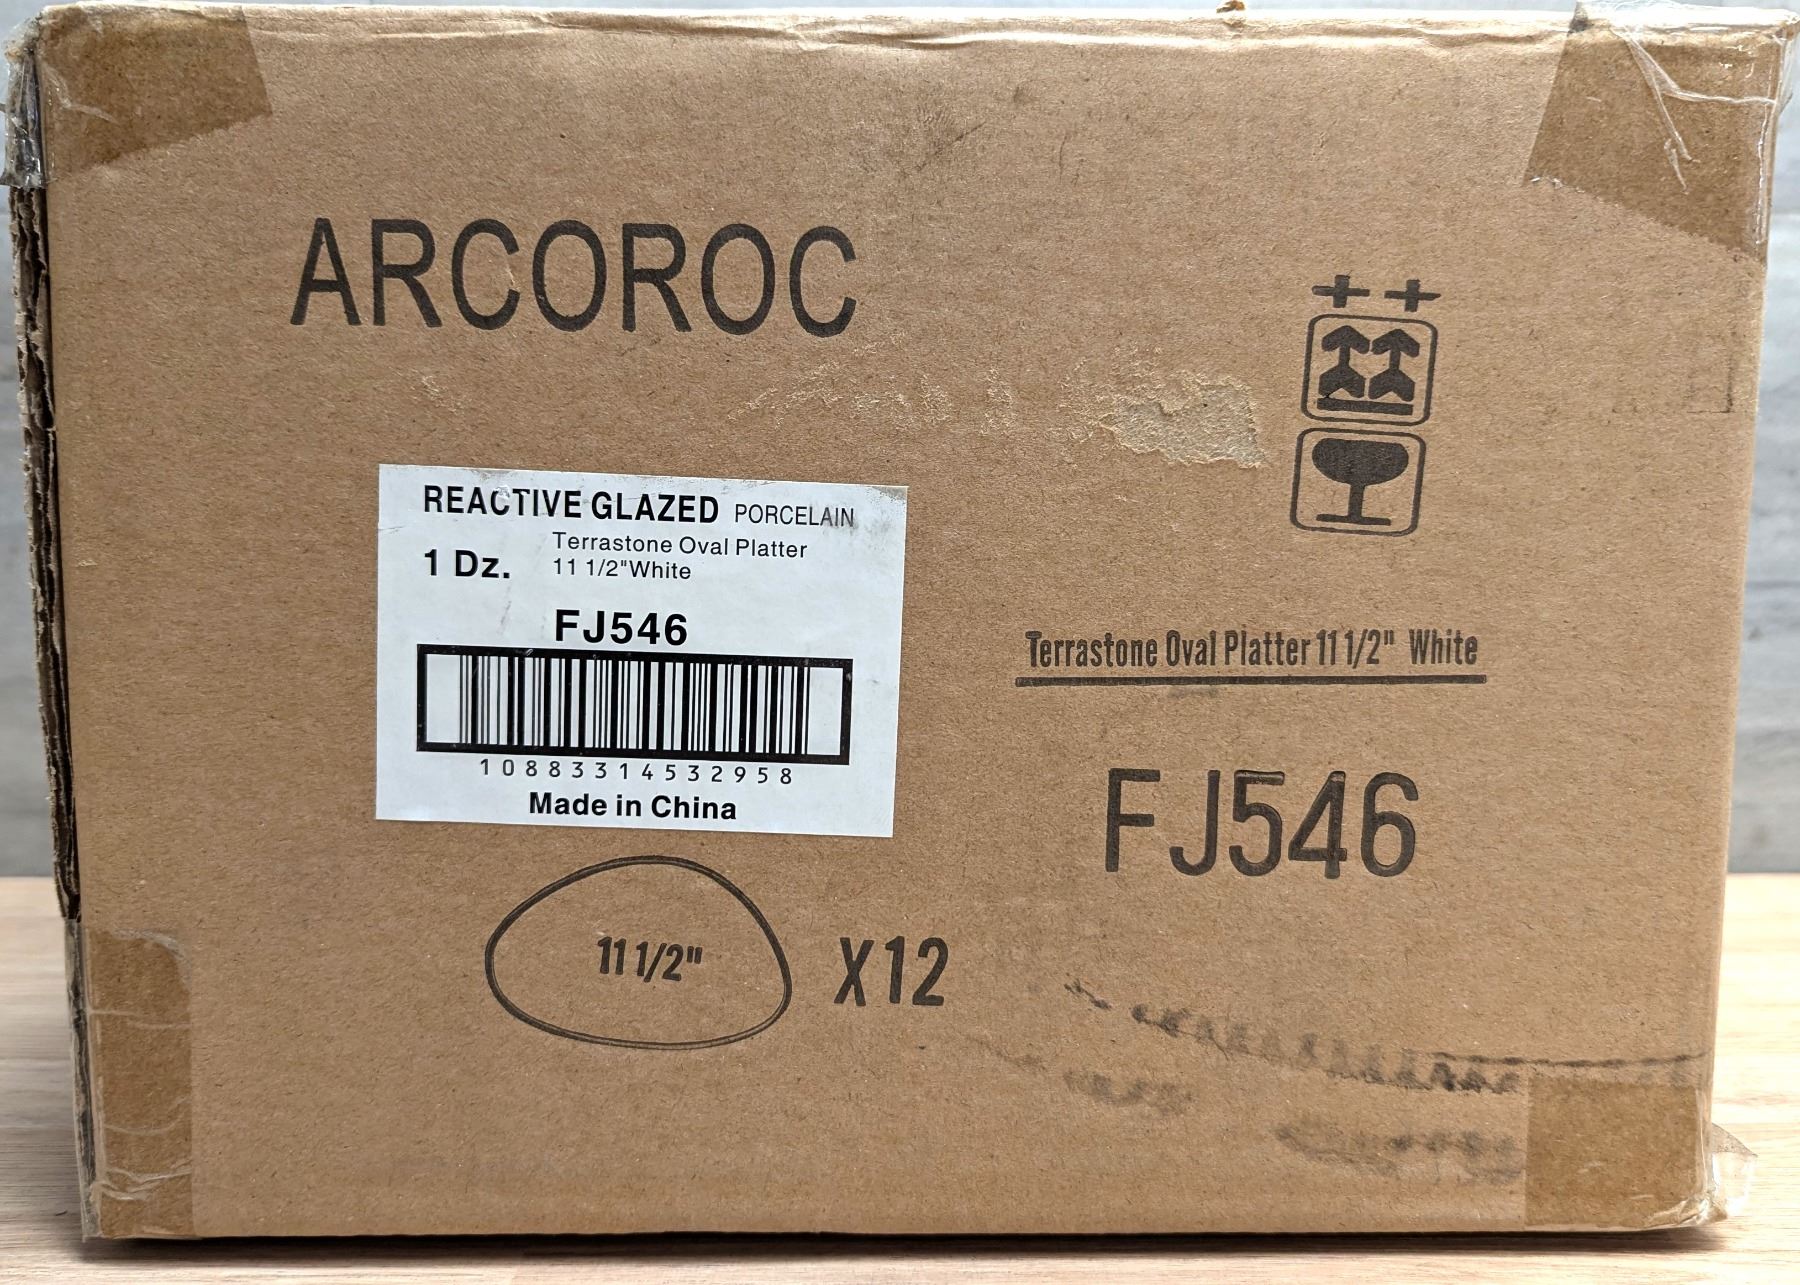 ARCOROC
REACTIVE GLAZED PORCELAIN
Terrastone Oval Platter
1 Dz.
11 1/2"White
FJ546
10883314532958
Made in China
Terrastone Oval Platter 11 1/2" White
FJ546
11 1/2"
X12